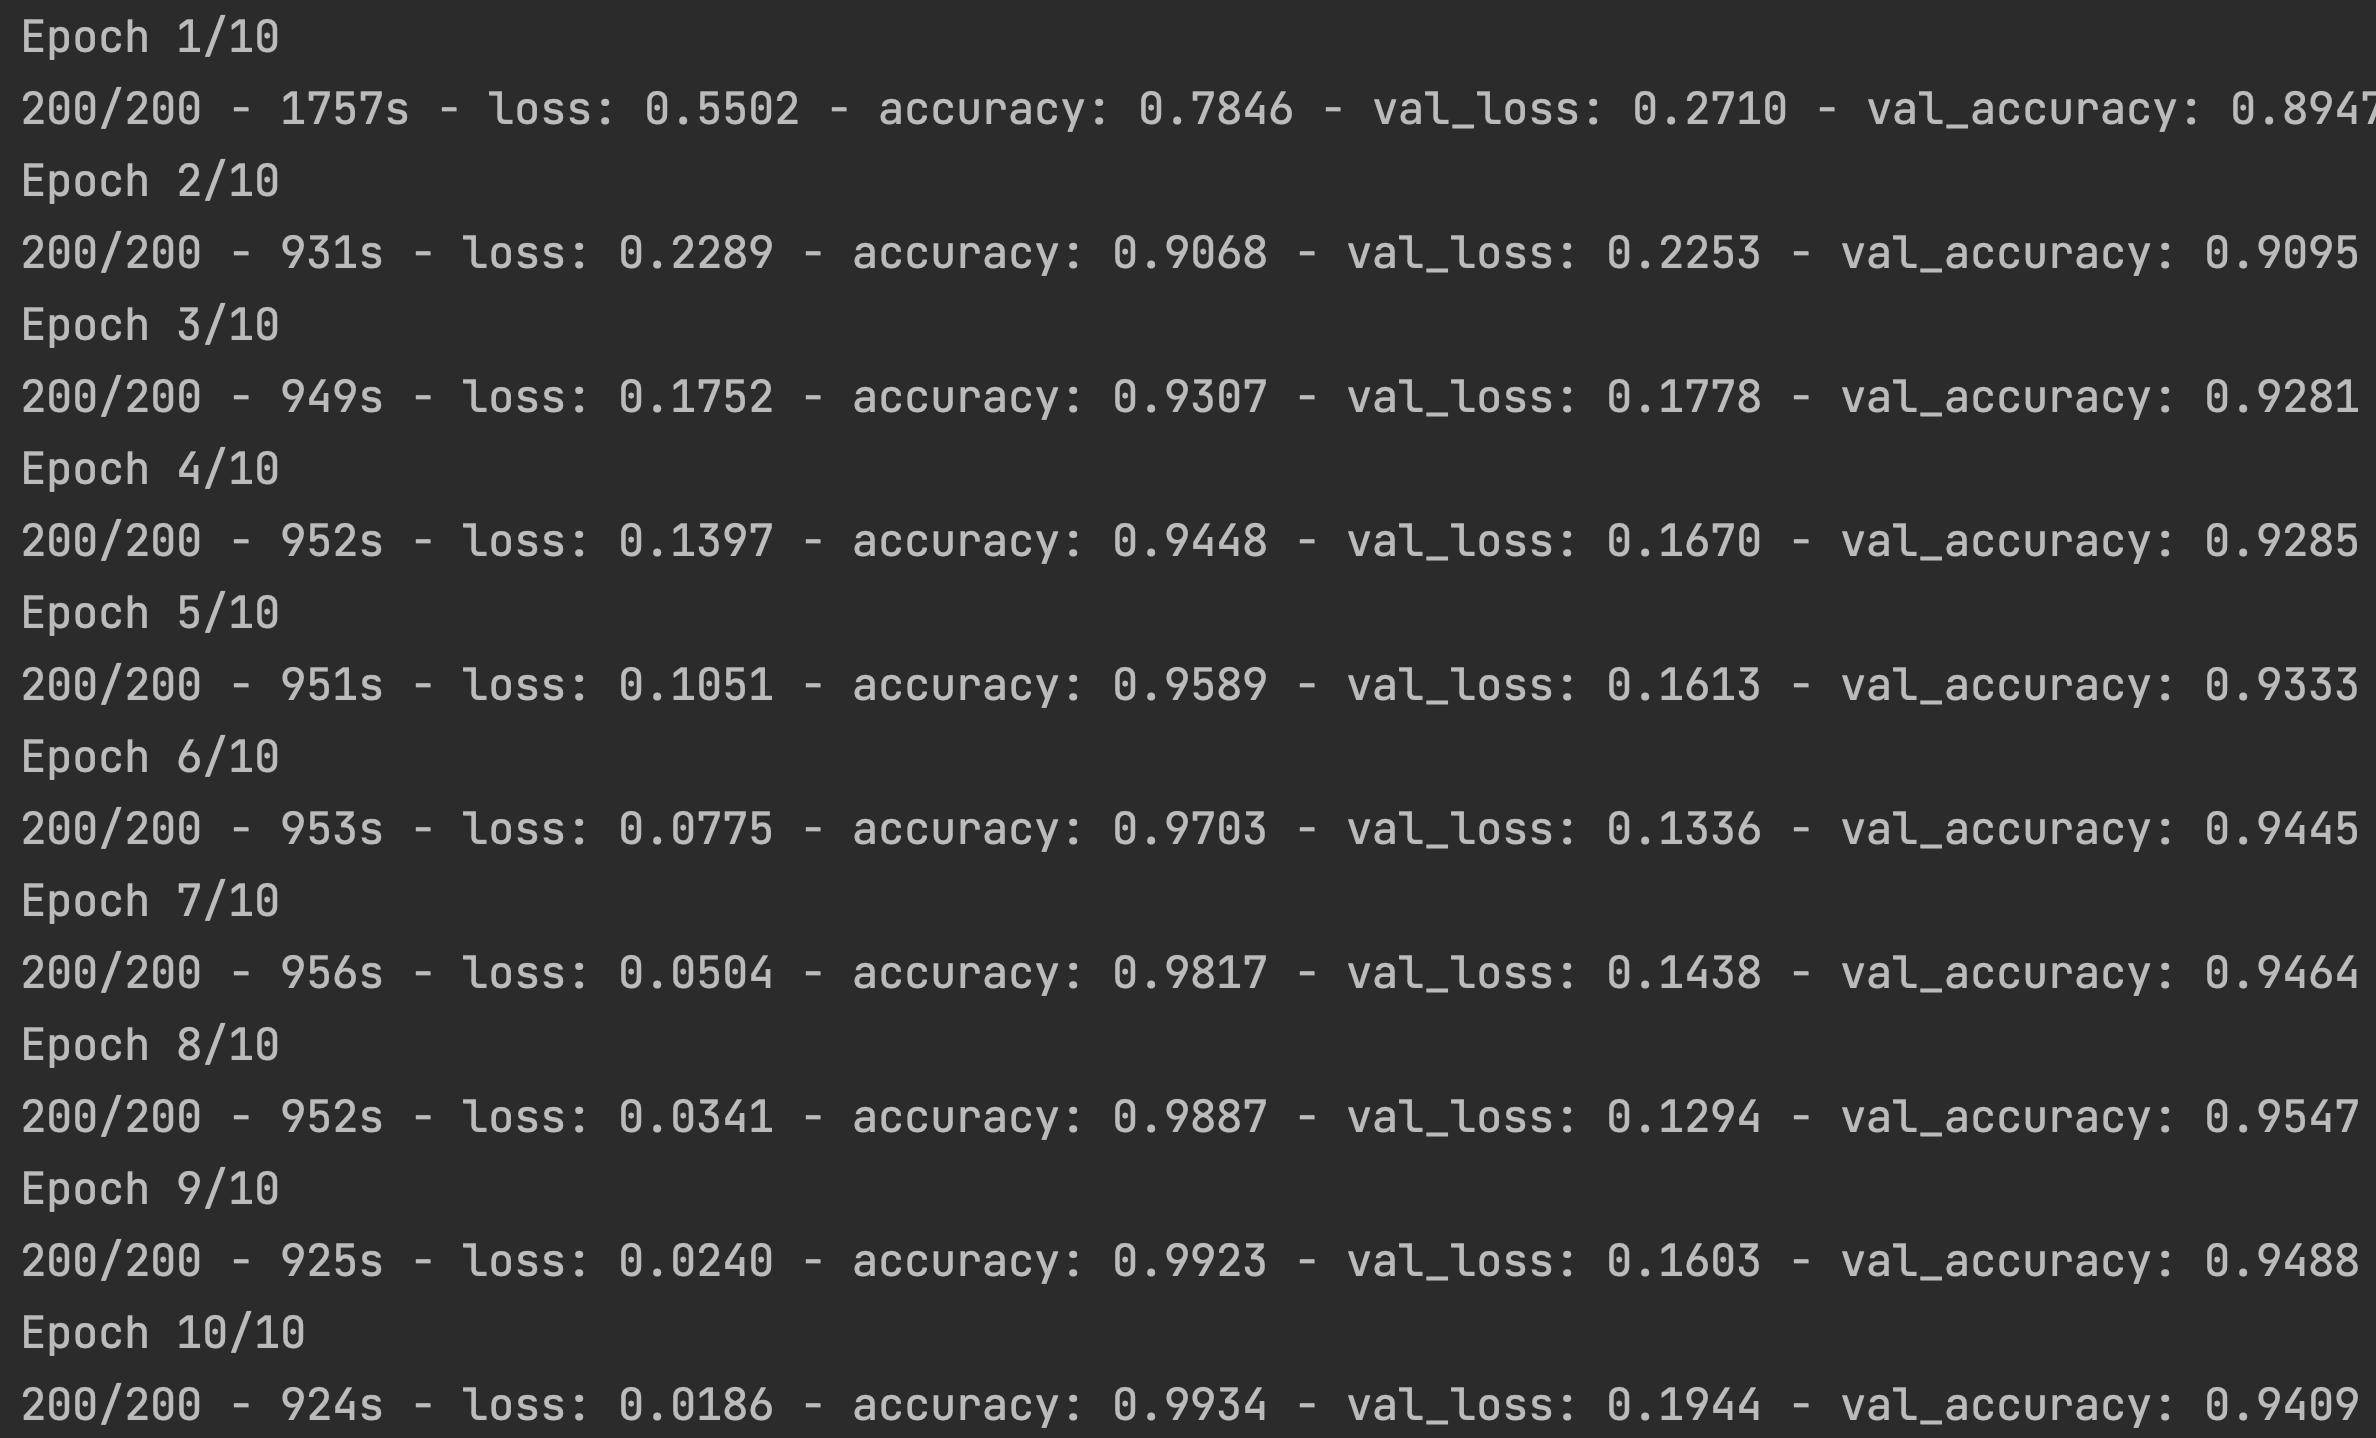 Epoch 1/10
200/200 - 1757s - loss: 0.5502 - accuracy: 0.7846 - val_loss: 0.2710 - val_accuracy: 0.8947
Epoch 2/10
200/200 - 931s - loss: 0.2289 - accuracy: 0.9068 - val_loss: 0.2253 - val_accuracy: 0.9095
Epoch 3/10
200/200 - 949s - loss: 0.1752 - accuracy: 0.9307 - val_loss: 0.1778 - val_accuracy: 0.9281
Epoch 4/10
200/200 - 952s - loss: 0.1397 - accuracy: 0.9448 - val_loss: 0.1670 - val_accuracy: 0.9285
Epoch 5/10
200/200 - 951s - loss: 0.1051 - accuracy: 0.9589 - val_loss: 0.1613 - val_accuracy: 0.9333
Epoch 6/10
200/200 - 953s - loss: 0.0775 - accuracy: 0.9703 - val_loss: 0.1336 - val_accuracy: 0.9445
Epoch 7/10
200/200 - 956s - loss: 0.0504 - accuracy: 0.9817 - val_loss: 0.1438 - val_accuracy: 0.9464
Epoch 8/10
200/200 - 952s - loss: 0.0341 - accuracy: 0.9887 - val_loss: 0.1294 - val_accuracy: 0.9547
Epoch 9/10
200/200 - 925s - loss: 0.0240 - accuracy: 0.9923 - val_loss: 0.1603 - val_accuracy: 0.9488
Epoch 10/10
200/200 - 924s - loss: 0.0186 - accuracy: 0.9934 - val_loss: 0.1944 - val_accuracy: 0.9409